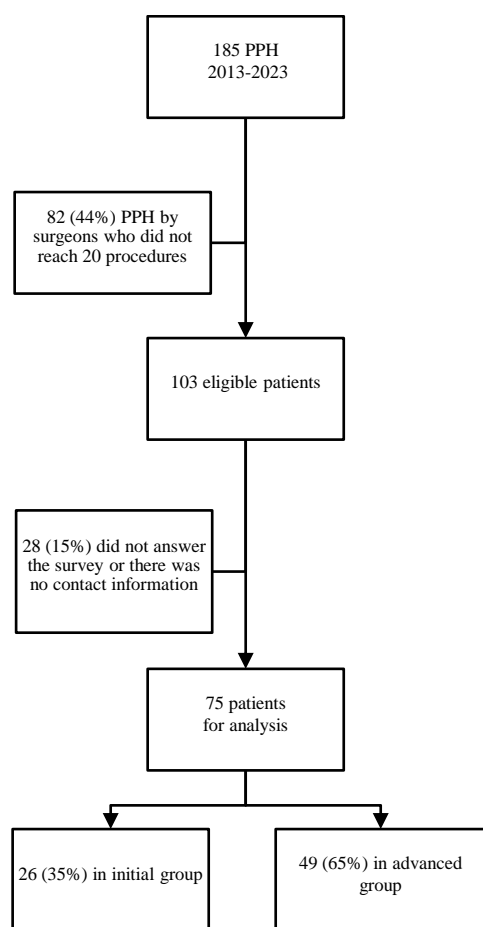 185 PPH
2013-2023
82 (44%) PPH by
surgeons who did not
reach 20 procedures
103 eligible patients
28 (15%) did not answer
the survey or there was
no contact information
75 patients
for analysis
26 (35%) in initial group
49 (65%) in advanced
group